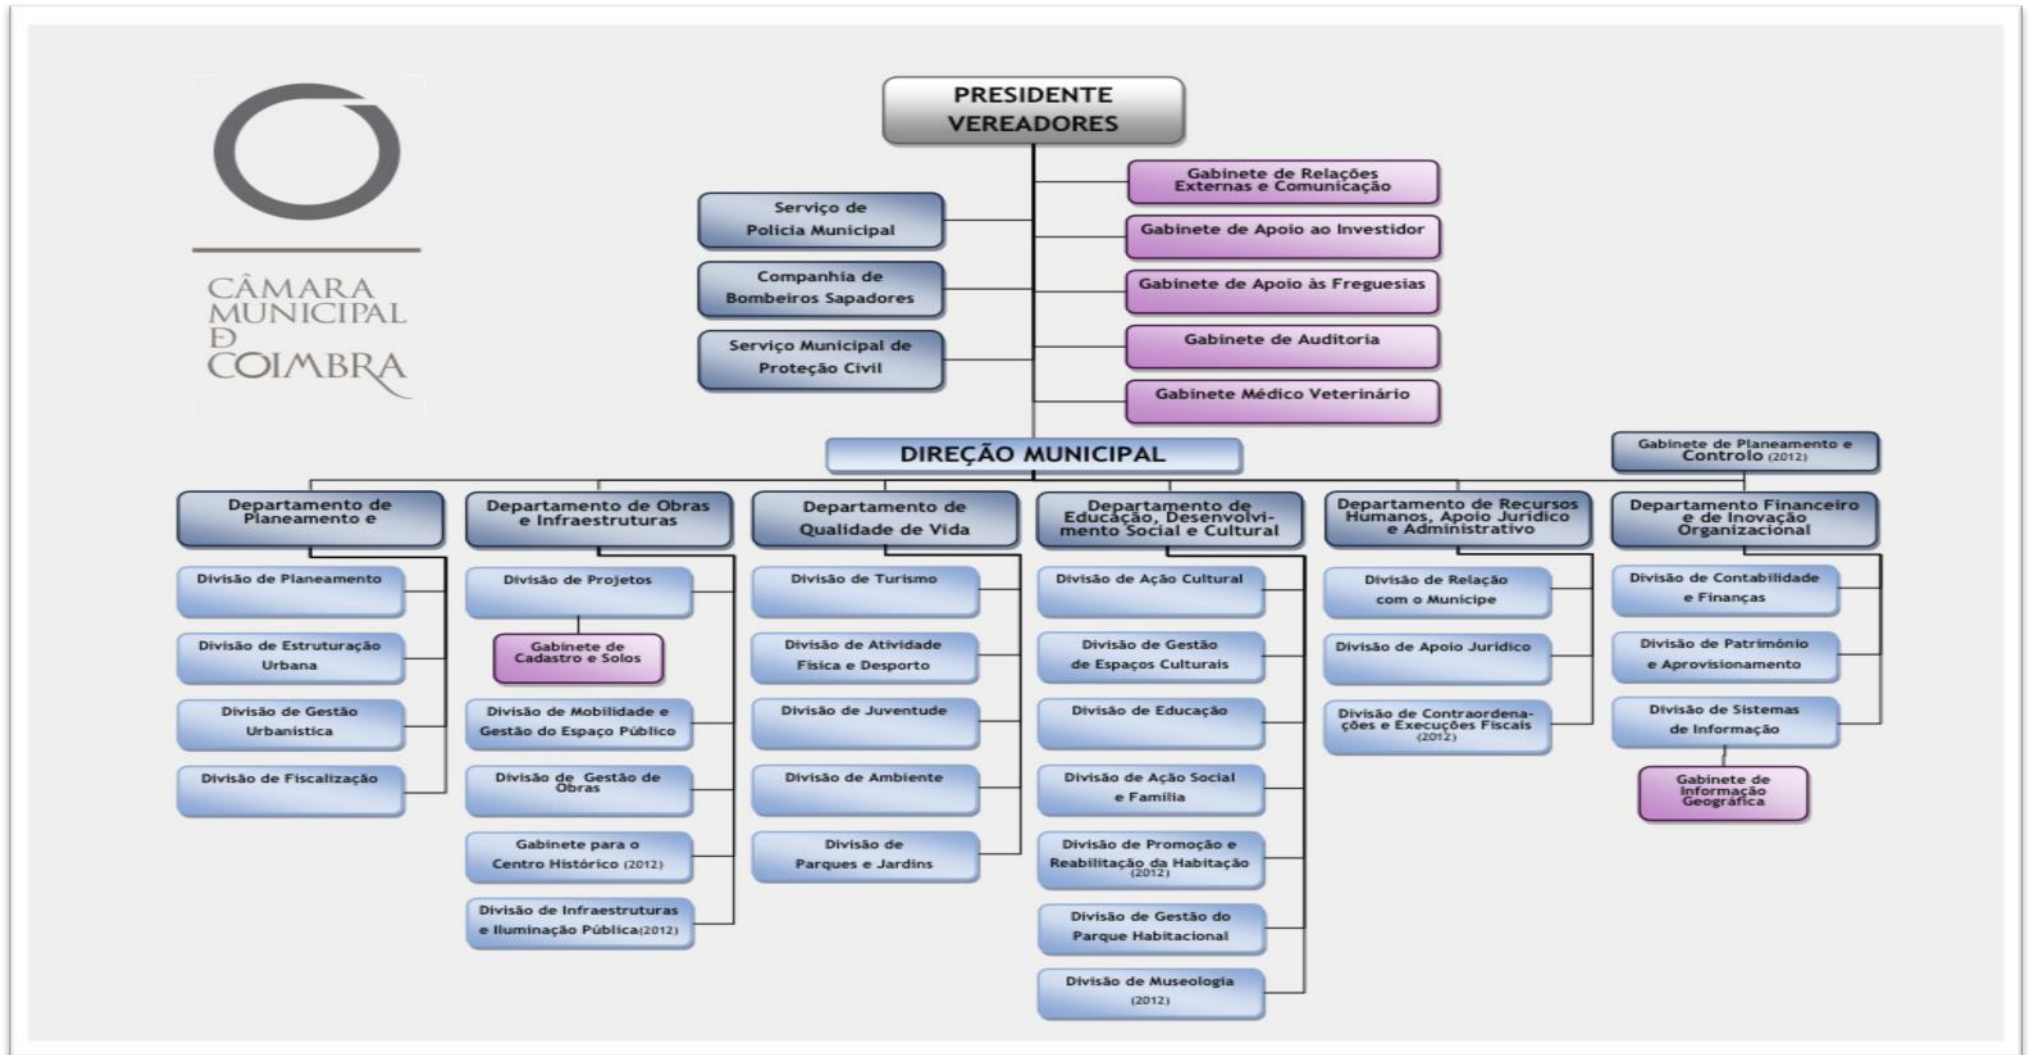 CÂMARA
MUNICIPAL
Ð
COIMBRA
PRESIDENTE
VEREADORES
Serviço de
Polícia Municipal
Companhia de
Bombeiros Sapadores
Serviço Municipal de
Proteção Civil
Gabinete de Relações
Externas e Comunicação
Gabinete de Apoio ao Investidor
Gabinete de Apoio às Freguesias
Gabinete de Auditoria
Gabinete Médico Veterinário
DIREÇÃO MUNICIPAL
Gabinete de Planeamento e
Controlo (2012)
Departamento de
Planeamento e
Divisão de Planeamento
Divisão de Estruturação
Urbana
Divisão de Gestão
Urbanística
Divisão de Fiscalização
Departamento de Obras
e Infraestruturas
Divisão de Projetos
Gabinete de
Cadastro e Solos
Divisão de Mobilidade e
Gestão do Espaço Público
Divisão de Gestão de
Obras
Gabinete para o
Centro Histórico (2012)
Divisão de Infraestruturas
e Iluminação Pública(2012)
Departamento de
Qualidade de Vida
Divisão de Turismo
Divisão de Atividade
Física e Desporto
Divisão de Juventude
Divisão de Ambiente
Divisão de
Parques e Jardins
Departamento de
Educação, Desenvolvi-
mento Social e Cultural
Divisão de Ação Cultural
Divisão de Gestão
de Espaços Culturais
Divisão de Educação
Divisão de Ação Social
e Família
Divisão de Promoção e
Reabilitação da Habitação
(2012)
Divisão de Gestão do
Parque Habitacional
Divisão de Museologia
(2012)
Departamento de Recursos
Humanos, Apoio Jurídico
e Administrativo
Divisão de Relação
com o Munícipe
Divisão de Apoio Jurídico
Divisão de Contraordena-
ções e Execuções Fiscais
(2012)
Departamento Financeiro
e de Inovação
Organizacional
Divisão de Contabilidade
e Finanças
Divisão de Património
e Aprovisionamento
Divisão de Sistemas
de Informação
Gabinete de
Informação
Geográfica